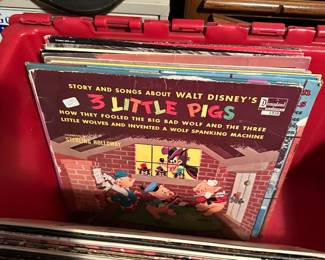 STORY AND SONGS ABOUT WALT DISNEY'S
3 LITTLE PIGS
HOW THEY FOOLED THE BIG BAD WOLF AND THE THREE
LITTLE WOLVES AND INVENTED A WOLF SPANKING MACHINE
STERLING HOLLOWAY
Disneyland